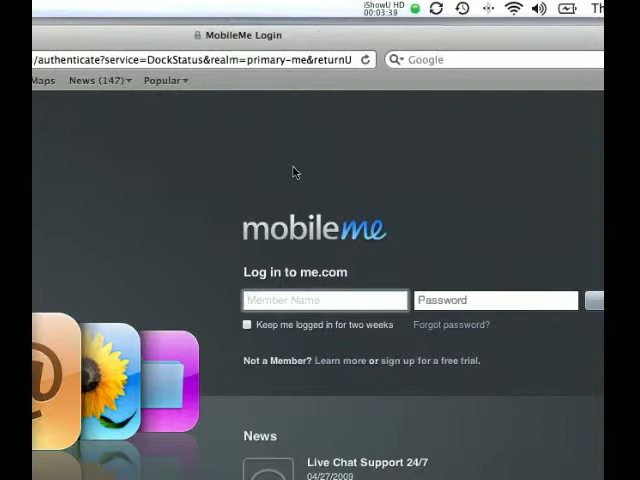 iShowU HD
00:03:39
Th
MobileMe Login
/authenticate?service=DockStatus&realm=primary-me&returnU
Google
Maps News (147) Popular
mobileme
Log in to me.com
Member Name Password
Keep me logged in for two weeks Forgot password?
Not a Member? Learn more or sign up for a free trial.
@
News
Live Chat Support 24/7
04/27/2009